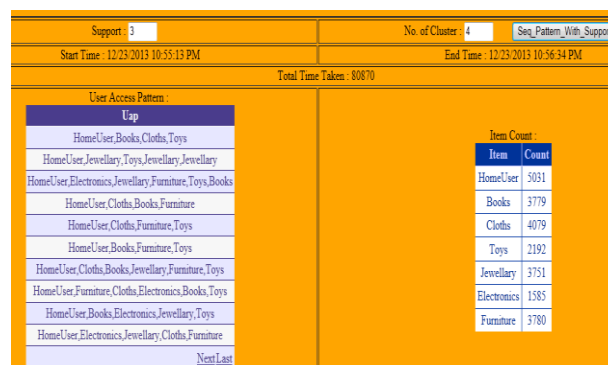 Support : 3 No. of Cluster : 4 Seq_Pattern_With_Suppor
Start Time : 12/23/2013 10:55:13 PM End Time : 12/23/2013 10:56:34 PM
Total Time Taken : 80870
User Access Pattern :
Uap
HomeUser,Books,Cloths,Toys
HomeUser,Jewellary,Toys,Jewellary,Jewellary
HomeUser,Electronics,Jewellary,Furniture,Toys,Books
HomeUser,Cloths,Books,Furniture
HomeUser,Cloths,Furniture,Toys
HomeUser,Books,Furniture,Toys
HomeUser,Cloths,Books,Jewellary,Furniture,Toys
HomeUser,Furniture,Cloths,Electronics,Books,Toys
HomeUser,Books,Electronics,Jewellary,Toys
HomeUser,Electronics,Jewellary,Cloths,Furniture
NextLast
Item Count :
Item Count
HomeUser 5031
Books 3779
Cloths 4079
Toys 2192
Jewellary 3751
Electronics 1585
Furniture 3780